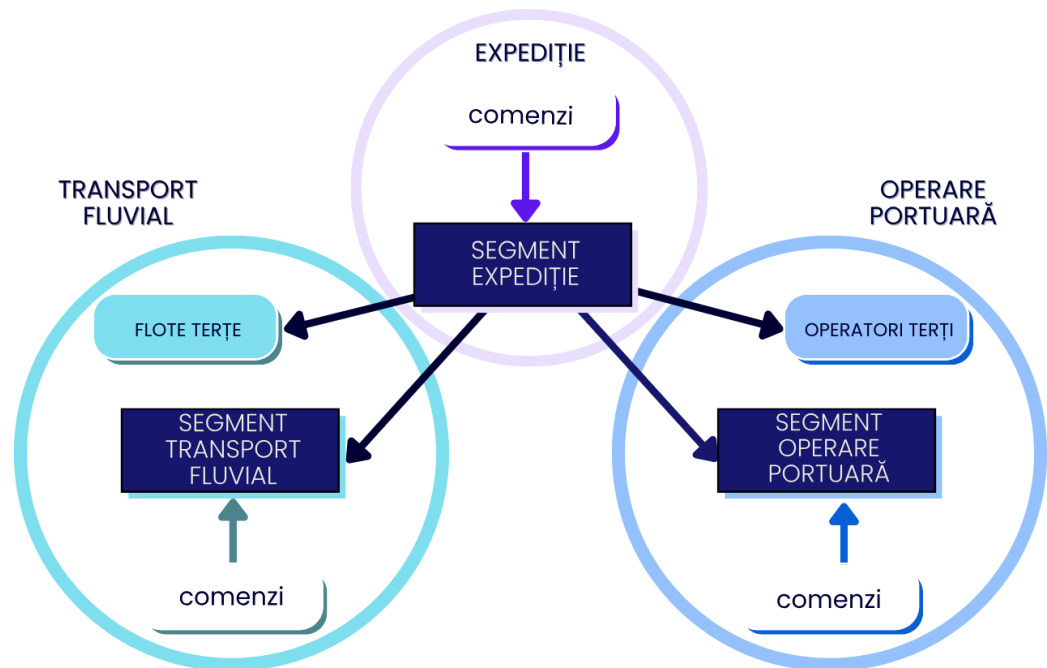 EXPEDIȚIE
comenzi
SEGMENT
EXPEDIȚIE
TRANSPORT
FLUVIAL
FLOTE TERȚE
SEGMENT
TRANSPORT
FLUVIAL
comenzi
OPERARE
PORTUARĂ
OPERATORI TERȚI
SEGMENT
OPERARE
PORTUARĂ
comenzi